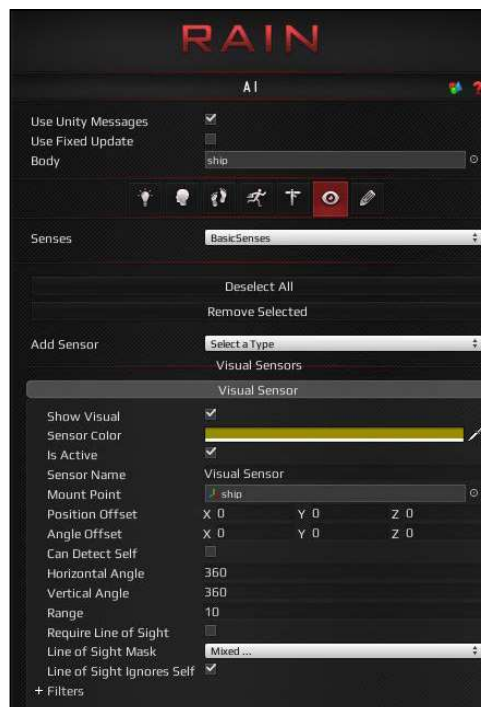 RAIN
AI
?
Use Unity Messages
Use Fixed Update
Body ship
Senses BasicSenses
Deselect All
Remove Selected
Add Sensor Select a Type
Visual Sensors
Visual Sensor
Show Visual
Sensor Color
Is Active
Sensor Name Visual Sensor
Mount Point ship
Position Offset X 0 Y 0 Z 0
Angle Offset X 0 Y 0 Z 0
Can Detect Self
Horizontal Angle 360
Vertical Angle 360
Range 10
Require Line of Sight
Line of Sight Mask Mixed ...
Line of Sight Ignores Self
+ Filters